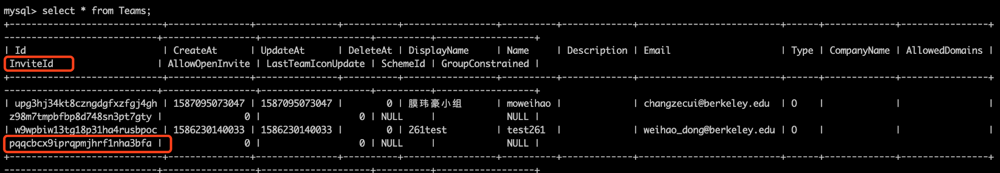 mysql> select * from Teams;
+----------------------------+---------------+---------------+----------+-----------------+----------+-------------+--------------------------+------+-------------+----------------+
----------------------------+-----------------+--------------------+----------+------------------+
| Id                         | CreateAt      | UpdateAt      | DeleteAt | DisplayName     | Name     | Description | Email                    | Type | CompanyName | AllowedDomains |
InviteId                   | AllowOpenInvite | LastTeamIconUpdate | SchemeId | GroupConstrained |
+----------------------------+---------------+---------------+----------+-----------------+----------+-------------+--------------------------+------+-------------+----------------+
----------------------------+-----------------+--------------------+----------+------------------+
| upg3hj34kt8czngdgfxzfgj4gh | 1587095073047 | 1587095073047 |        0 | 膜玮豪小组      | moweihao |             | changzecui@berkeley.edu  | O    |             |                |
z98m7tmpbfbp8d748sn3pt7gty |               0 |                  0 | NULL     |             NULL |
| w9wpbiw13tg18p31ha4rusbpoc | 1586230140033 | 1586230140033 |        0 | 261test         | test261  |             | weihao_dong@berkeley.edu | O    |             |                |
pqqcbcx9iprqpmjhrf1nha3bfa |               0 |                  0 | NULL     |             NULL |
+----------------------------+---------------+---------------+----------+-----------------+----------+-------------+--------------------------+------+-------------+----------------+
----------------------------+-----------------+--------------------+----------+------------------+